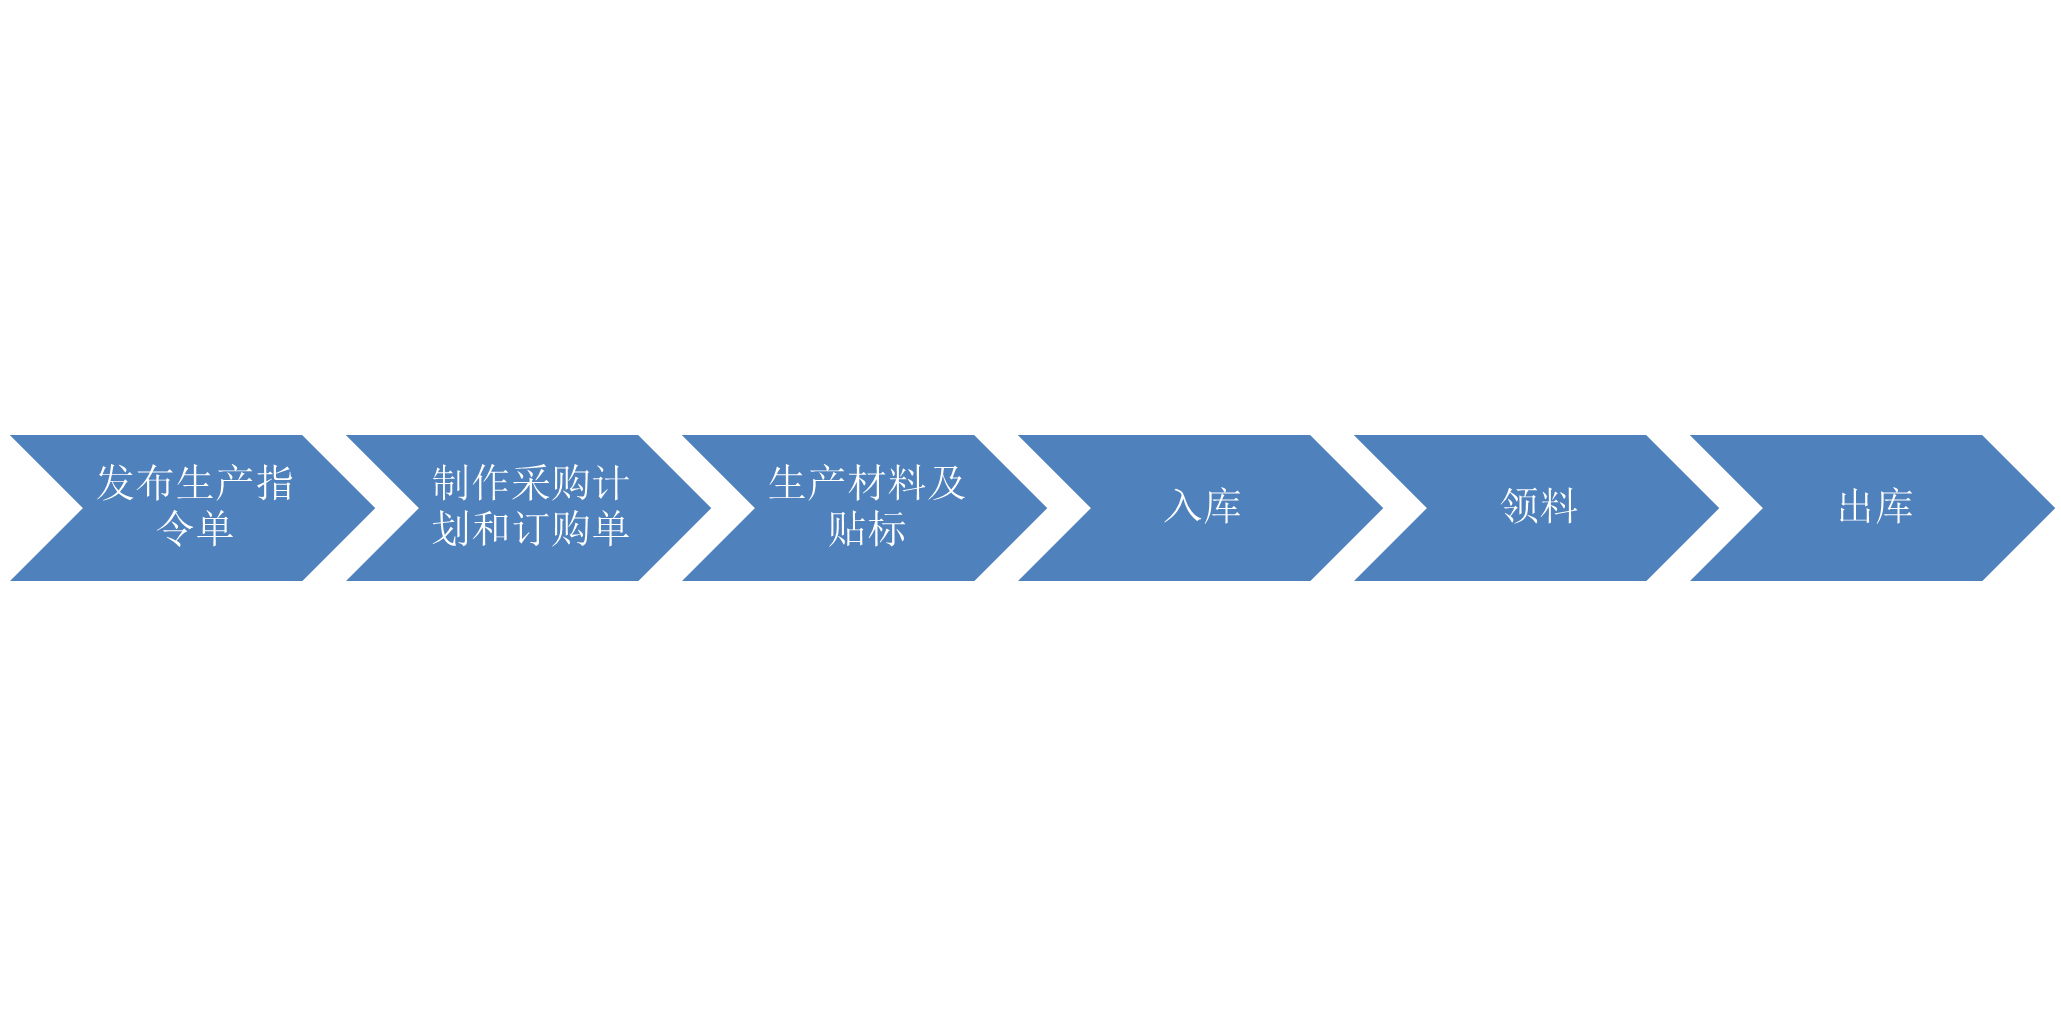 发布生产指
令单
制作采购计
划和订购单
生产材料及
贴标
入库
领料
出库